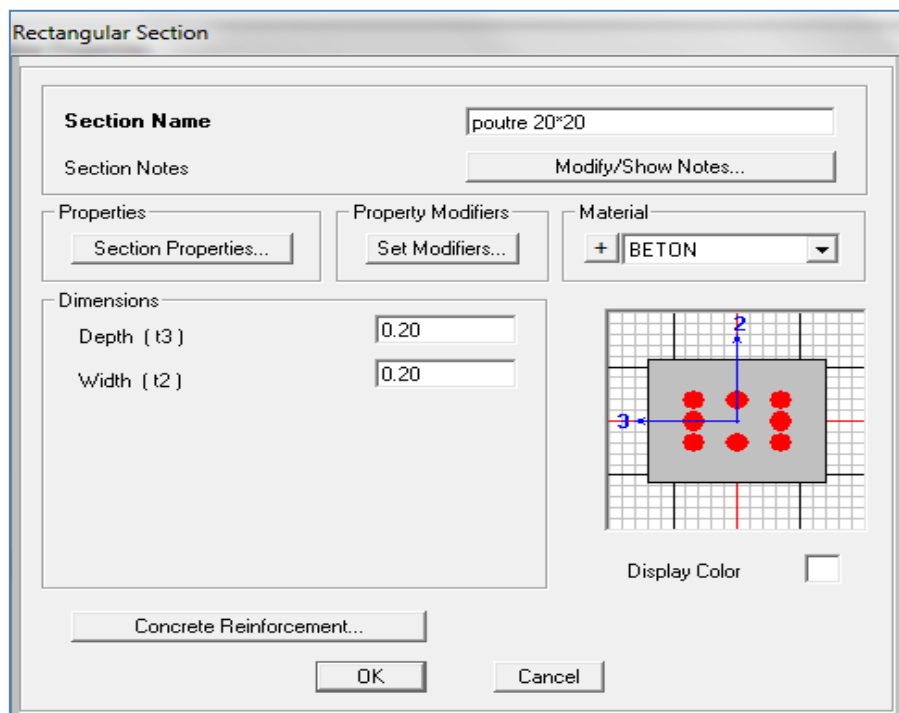 Rectangular Section
Section Name poutre 20*20
Section Notes Modify/Show Notes...
Properties Property Modifiers Material
Section Properties... Set Modifiers... + BETON
Dimensions
Depth ( t3 ) 0.20
Width ( t2 ) 0.20
2
3
Display Color
Concrete Reinforcement...
OK Cancel